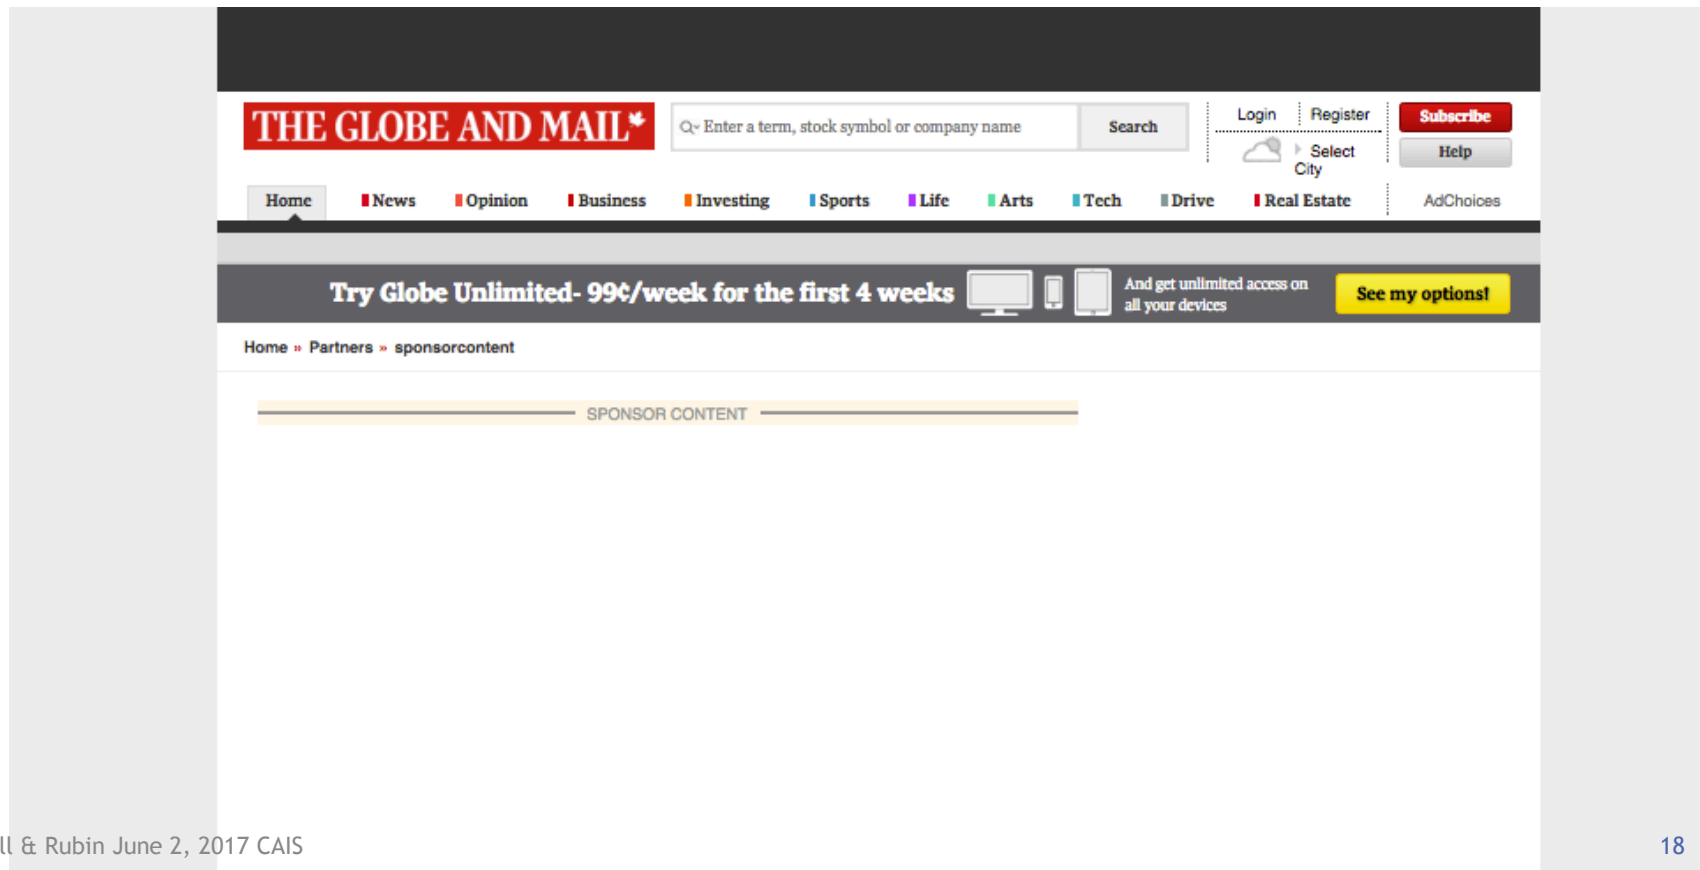 THE GLOBE AND MAIL
Enter a term, stock symbol or company name
Search
Login
Register
Subscribe
Select
City
Help
Home
News
Opinion
Business
Investing
Sports
Life
Arts
Tech
Drive
Real Estate
AdChoices
Try Globe Unlimited- 99¢/week for the first 4 weeks
And get unlimited access on
all your devices
See my options!
Home » Partners » sponsorcontent
SPONSOR CONTENT
& Rubin June 2, 2017 CAIS
18